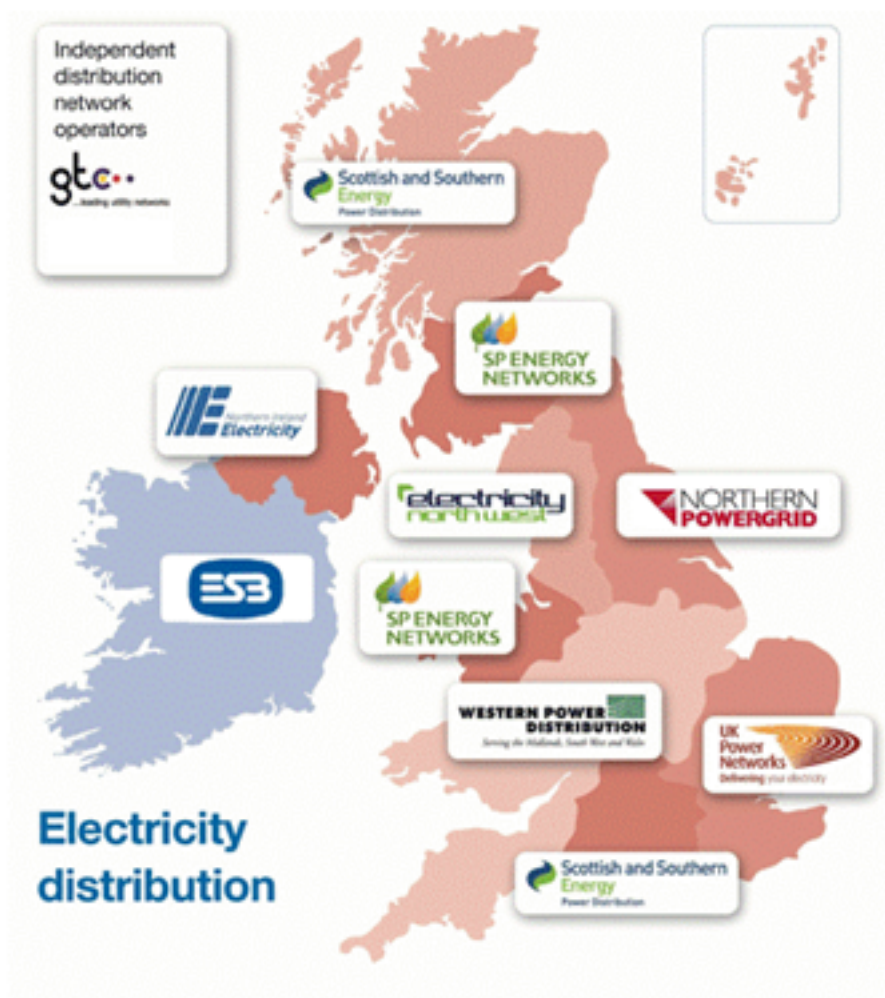 Independent
distribution
network
operators
gtc
...leading utility networks
Scottish and Southern
Energy
Power Distribution
SP ENERGY
NETWORKS
Northern Ireland
Electricity
electricity
northwest
NORTHERN
POWERGRID
ESB
SP ENERGY
NETWORKS
WESTERN POWER
DISTRIBUTION
Serving the Midlands, South West and Wales
UK
Power
Networks
Delivering your electricity
Electricity
distribution
Scottish and Southern
Energy
Power Distribution